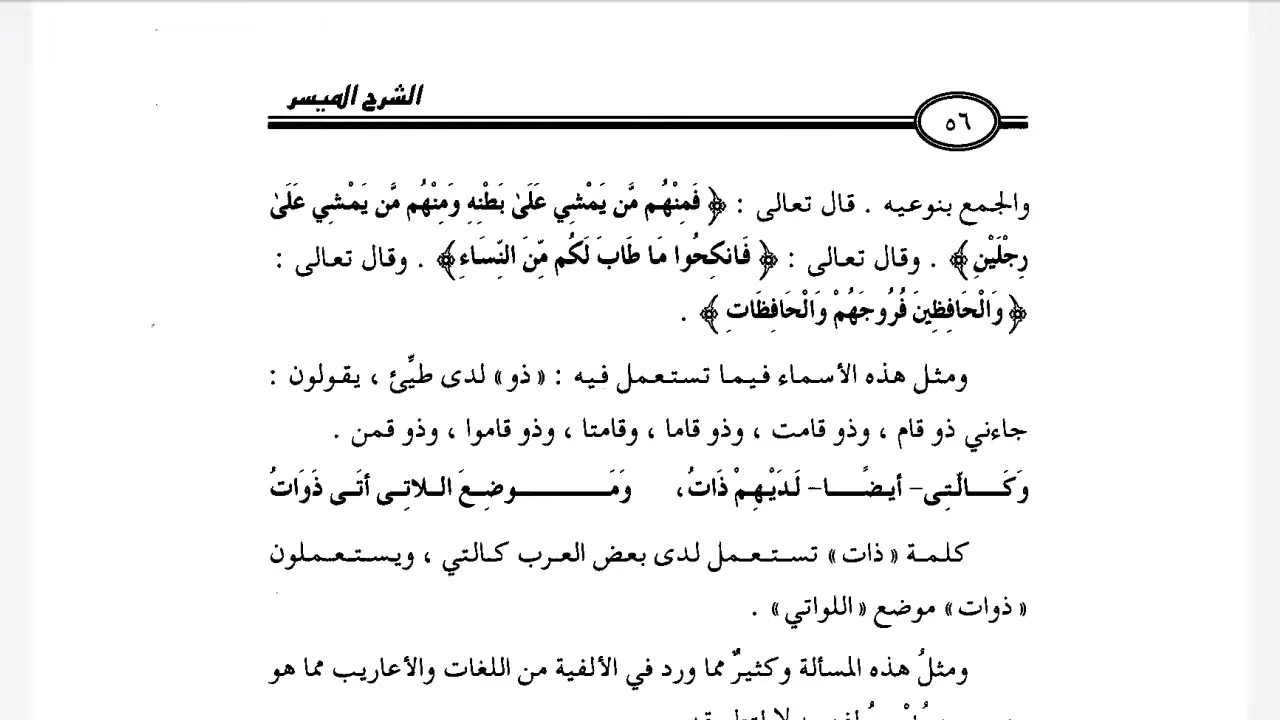 الشرح الميسر
٥٦
والجمع بنوعيه . قال تعالى : ﴿ فَمِنْهُم مَّن يَمْشِي عَلَىٰ بَطْنِهِ وَمِنْهُم مَّن يَمْشِي عَلَىٰ
رِجْلَيْنِ ﴾ . وقال تعالى : ﴿ فَانكِحُوا مَا طَابَ لَكُم مِّنَ النِّسَاءِ ﴾ . وقال تعالى :
﴿ وَالْحَافِظِينَ فُرُوجَهُمْ وَالْحَافِظَاتِ ﴾ .
ومثل هذه الأسماء فيما تستعمل فيه : «ذو» لدى طيِّئ ، يقولون :
جاءني ذو قام ، وذو قامت ، وذو قاما ، وقامتا ، وذو قاموا ، وذو قمن .
وَكَالَّتِى- أيضًا- لَدَيْهِمْ ذَاتُ، وَمَوضِعَ اللاتِى أتَى ذَوَاتُ
كلمة «ذات» تستعمل لدى بعض العرب كالتي ، ويستعملون
«ذوات» موضع «اللواتي» .
ومثلُ هذه المسألة وكثيرٌ مما ورد في الألفية من اللغات والأعاريب مما هو